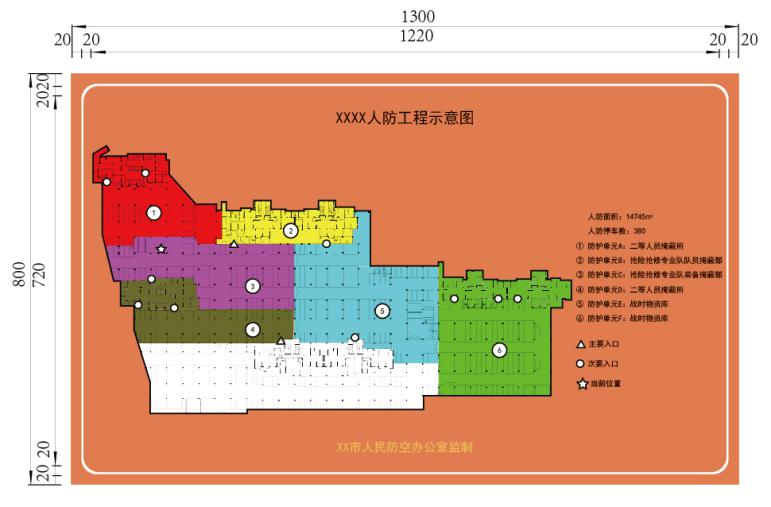 1300
20 20 1220 20 20
2020
XXXX人防工程示意图
1
2
3
4
5
6
800
720
人防面积：14745㎡
人防停车数：380
① 防护单元A：二等人员掩蔽所
② 防护单元B：抢险抢修专业队队员掩蔽部
③ 防护单元C：抢险抢修专业队装备掩蔽部
④ 防护单元D：二等人员掩蔽所
⑤ 防护单元E：战时物资库
⑥ 防护单元F：战时物资库
主要入口
次要入口
当前位置
XX市人民防空办公室监制
20 20